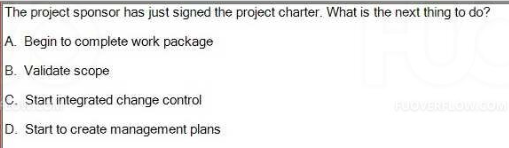 The project sponsor has just signed the project charter. What is the next thing to do?
A. Begin to complete work package
B. Validate scope
C. Start integrated change control
D. Start to create management plans